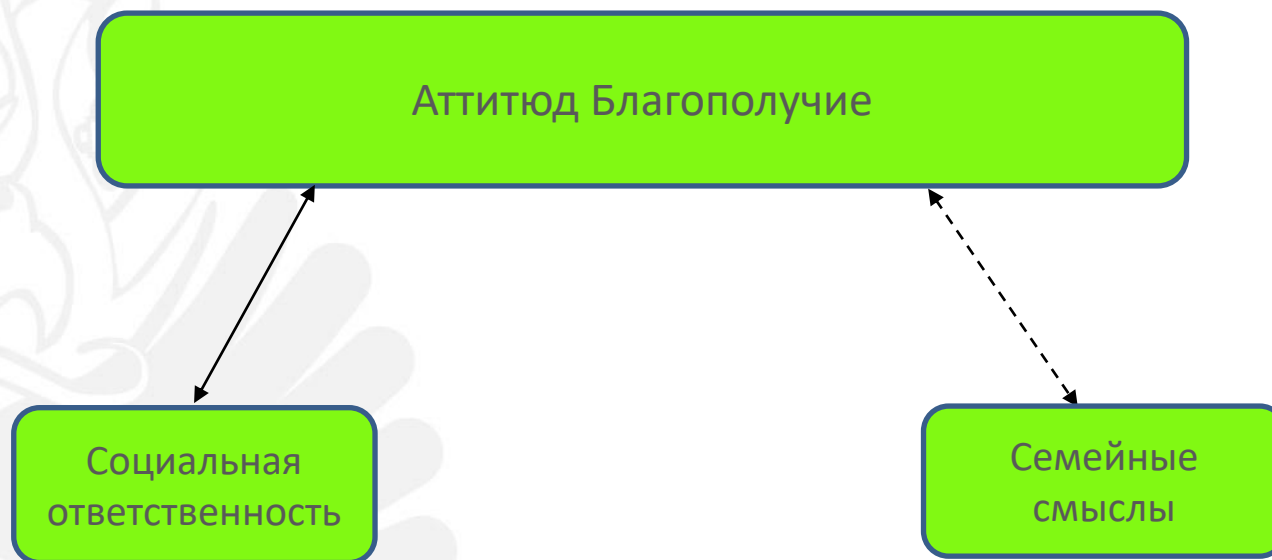 Аттитюд Благополучие
Социальная
ответственность
Семейные
смыслы